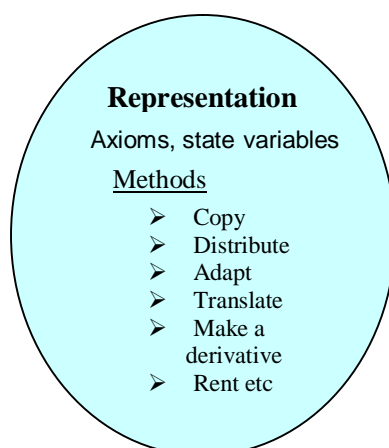 Representation
Axioms, state variables
Methods
➢ Copy
➢ Distribute
➢ Adapt
➢ Translate
➢ Make a
derivative
➢ Rent etc